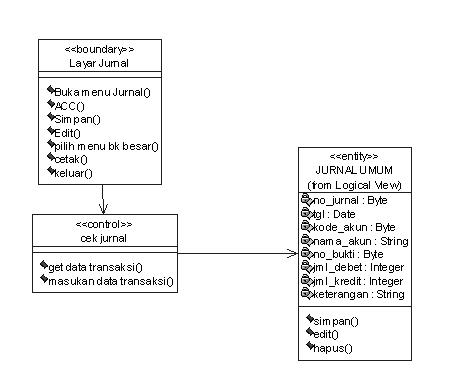 <<boundary>>
Layar Jurnal
Buka menu Jurnal()
ACC()
Simpan()
Edit()
pilih menu bk besar()
cetak()
keluar()
<<control>>
cek jurnal
get data transaksi()
masukan data transaksi()
<<entity>>
JURNAL UMUM
(from Logical View)
no_jurnal : Byte
tgl : Date
kode_akun : Byte
nama_akun : String
no_bukti : Byte
jml_debet : Integer
jml_kredit : Integer
keterangan : String
simpan()
edit()
hapus()